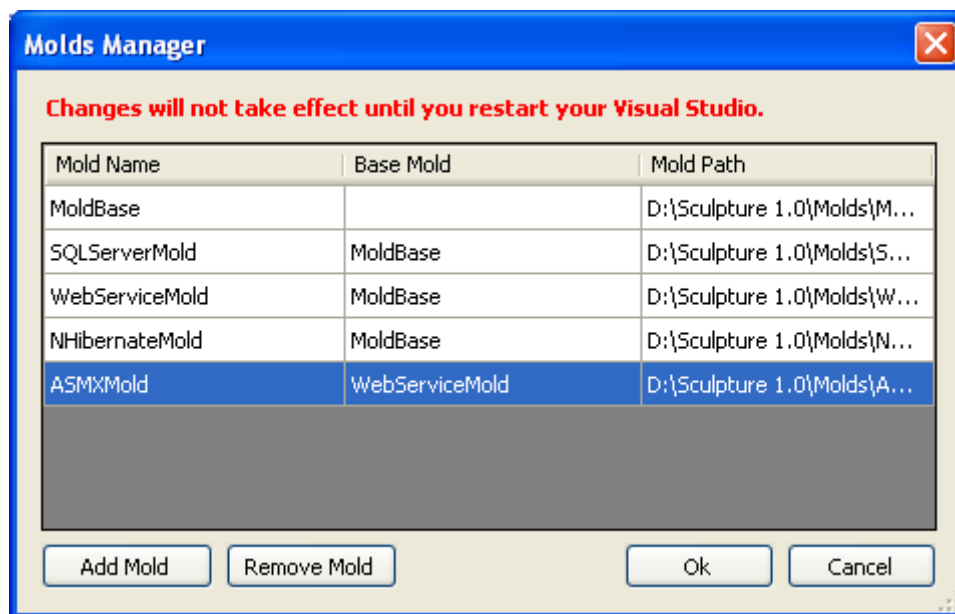 Molds Manager
Changes will not take effect until you restart your Visual Studio.
Mold Name Base Mold Mold Path
MoldBase D:\Sculpture 1.0\Molds\M...
SQLServerMold MoldBase D:\Sculpture 1.0\Molds\S...
WebServiceMold MoldBase D:\Sculpture 1.0\Molds\W...
NHibernateMold MoldBase D:\Sculpture 1.0\Molds\N...
ASMXMold WebServiceMold D:\Sculpture 1.0\Molds\A...
Add Mold Remove Mold Ok Cancel